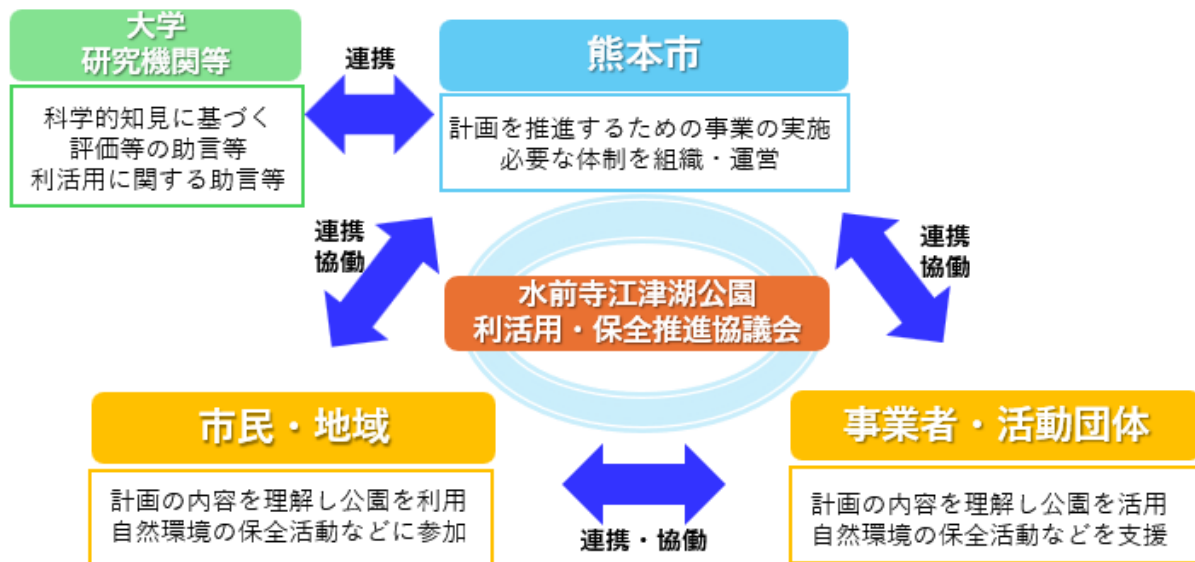 大学
研究機関等
科学的知見に基づく
評価等の助言等
利活用に関する助言等
連携
熊本市
計画を推進するための事業の実施
必要な体制を組織・運営
連携
協働
連携
協働
水前寺江津湖公園
利活用・保全推進協議会
市民・地域
計画の内容を理解し公園を利用
自然環境の保全活動などに参加
連携・協働
事業者・活動団体
計画の内容を理解し公園を活用
自然環境の保全活動などを支援